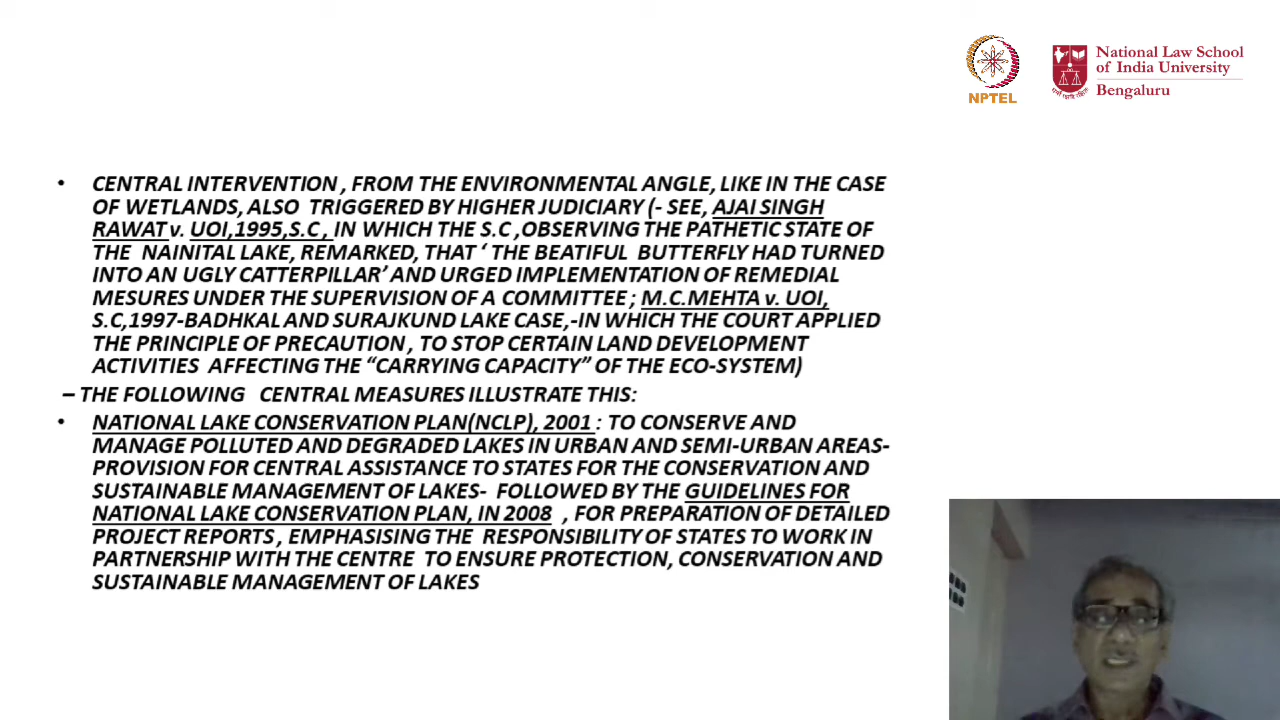 NPTEL
National Law School
of India University
Bengaluru
• CENTRAL INTERVENTION , FROM THE ENVIRONMENTAL ANGLE, LIKE IN THE CASE
OF WETLANDS, ALSO TRIGGERED BY HIGHER JUDICIARY (- SEE, AJAI SINGH
RAWAT v. UOI,1995,S.C , IN WHICH THE S.C ,OBSERVING THE PATHETIC STATE OF
THE NAINITAL LAKE, REMARKED, THAT ‘ THE BEATIFUL BUTTERFLY HAD TURNED
INTO AN UGLY CATTERPILLAR’ AND URGED IMPLEMENTATION OF REMEDIAL
MESURES UNDER THE SUPERVISION OF A COMMITTEE ; M.C.MEHTA v. UOI,
S.C,1997-BADHKAL AND SURAJKUND LAKE CASE,-IN WHICH THE COURT APPLIED
THE PRINCIPLE OF PRECAUTION , TO STOP CERTAIN LAND DEVELOPMENT
ACTIVITIES AFFECTING THE “CARRYING CAPACITY” OF THE ECO-SYSTEM)
– THE FOLLOWING CENTRAL MEASURES ILLUSTRATE THIS:
• NATIONAL LAKE CONSERVATION PLAN(NCLP), 2001 : TO CONSERVE AND
MANAGE POLLUTED AND DEGRADED LAKES IN URBAN AND SEMI-URBAN AREAS-
PROVISION FOR CENTRAL ASSISTANCE TO STATES FOR THE CONSERVATION AND
SUSTAINABLE MANAGEMENT OF LAKES- FOLLOWED BY THE GUIDELINES FOR
NATIONAL LAKE CONSERVATION PLAN, IN 2008 , FOR PREPARATION OF DETAILED
PROJECT REPORTS , EMPHASISING THE RESPONSIBILITY OF STATES TO WORK IN
PARTNERSHIP WITH THE CENTRE TO ENSURE PROTECTION, CONSERVATION AND
SUSTAINABLE MANAGEMENT OF LAKES